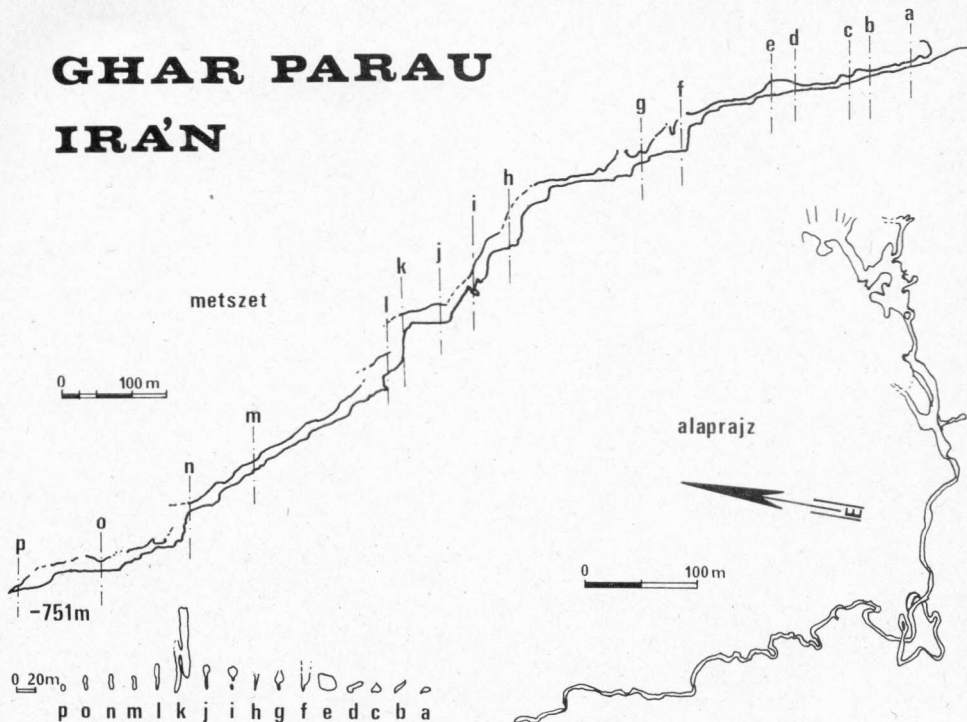 GHAR PARAU
IRÁN
a
b
c
d
e
f
g
h
i
j
k
l
metszet
0 100 m
m
n
o
p
-751m
alaprajz
É
0 100 m
0 20m
p o n m l k j i h g f e d c b a